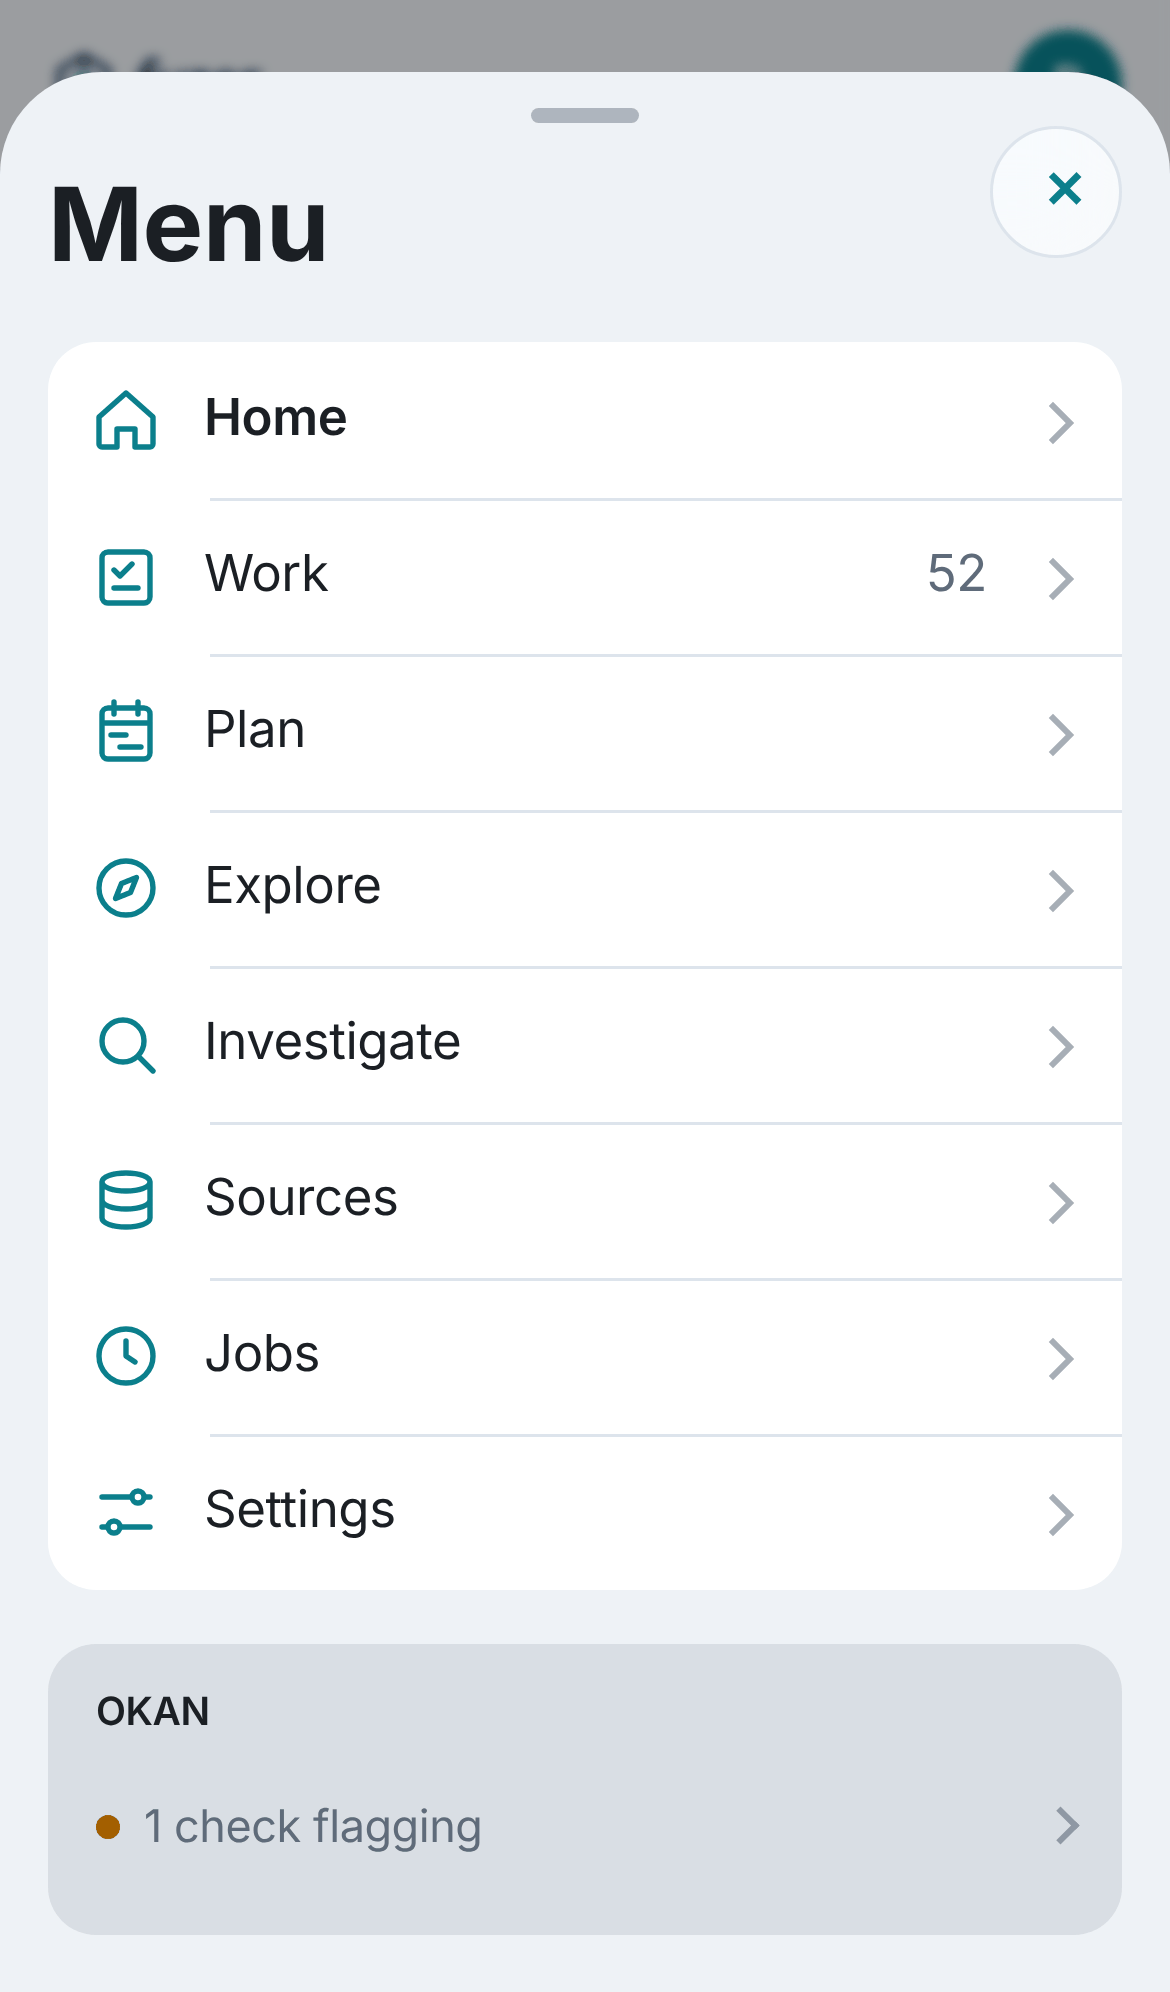 Menu
Home
Work 52
Plan
Explore
Investigate
Sources
Jobs
Settings
OKAN
1 check flagging